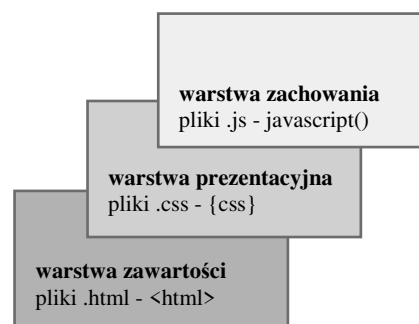 warstwa zachowania
pliki .js - javascript()
warstwa prezentacyjna
pliki .css - {css}
warstwa zawartości
pliki .html - <html>